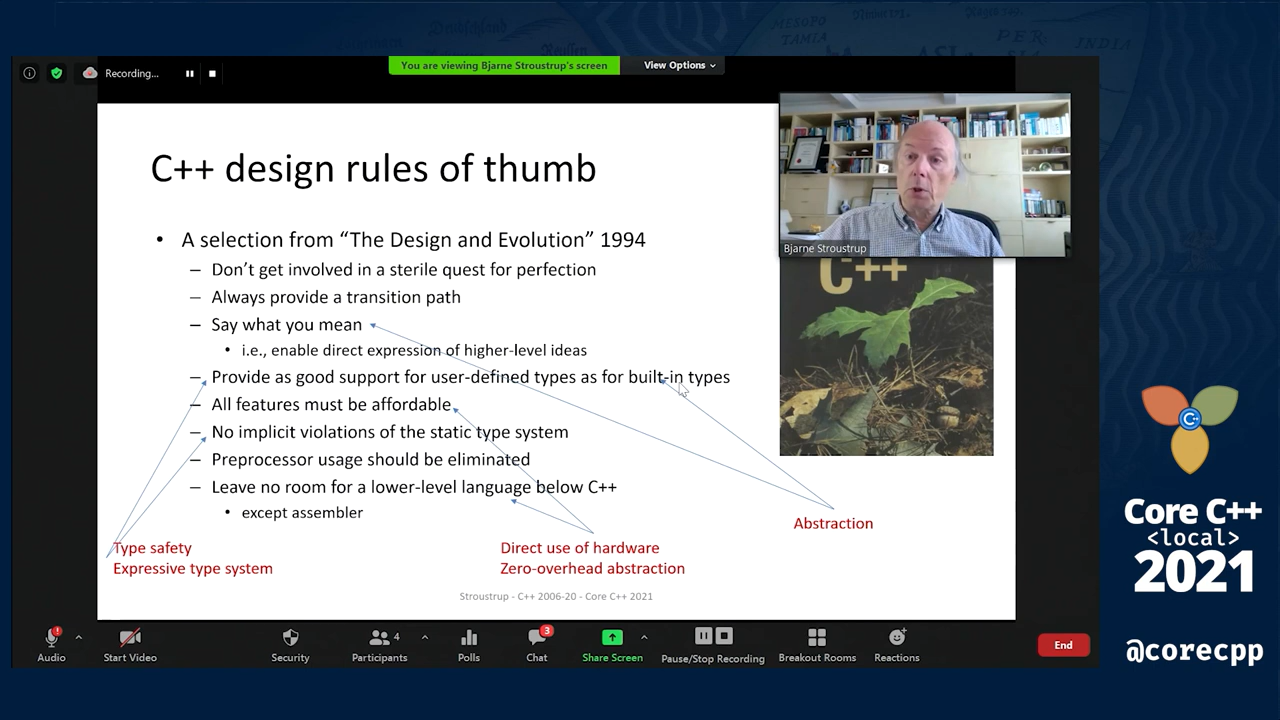 MESOPO
TAMIA
PER
INDIA
Recording...
You are viewing Bjarne Stroustrup's screen
View Options
C++ design rules of thumb
• A selection from “The Design and Evolution” 1994
– Don’t get involved in a sterile quest for perfection
– Always provide a transition path
– Say what you mean
• i.e., enable direct expression of higher-level ideas
– Provide as good support for user-defined types as for built-in types
– All features must be affordable
– No implicit violations of the static type system
– Preprocessor usage should be eliminated
– Leave no room for a lower-level language below C++
• except assembler
Type safety
Expressive type system
Direct use of hardware
Zero-overhead abstraction
Abstraction
Stroustrup - C++ 2006-20 - Core C++ 2021
Bjarne Stroustrup
C++
C++
Core C++
<local>
2021
@corecpp
Audio
Start Video
Security
4
Participants
Polls
3
Chat
Share Screen
Pause/Stop Recording
Breakout Rooms
Reactions
End